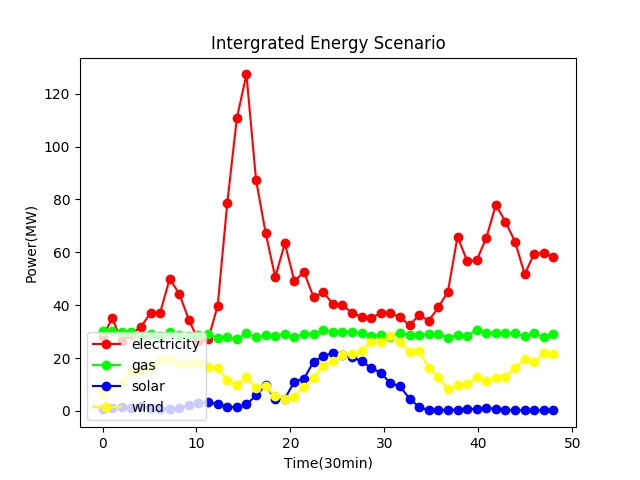 Intergrated Energy Scenario
Power(MW)
120
100
80
60
40
20
0
electricity
gas
solar
wind
0 10 20 30 40 50
Time(30min)